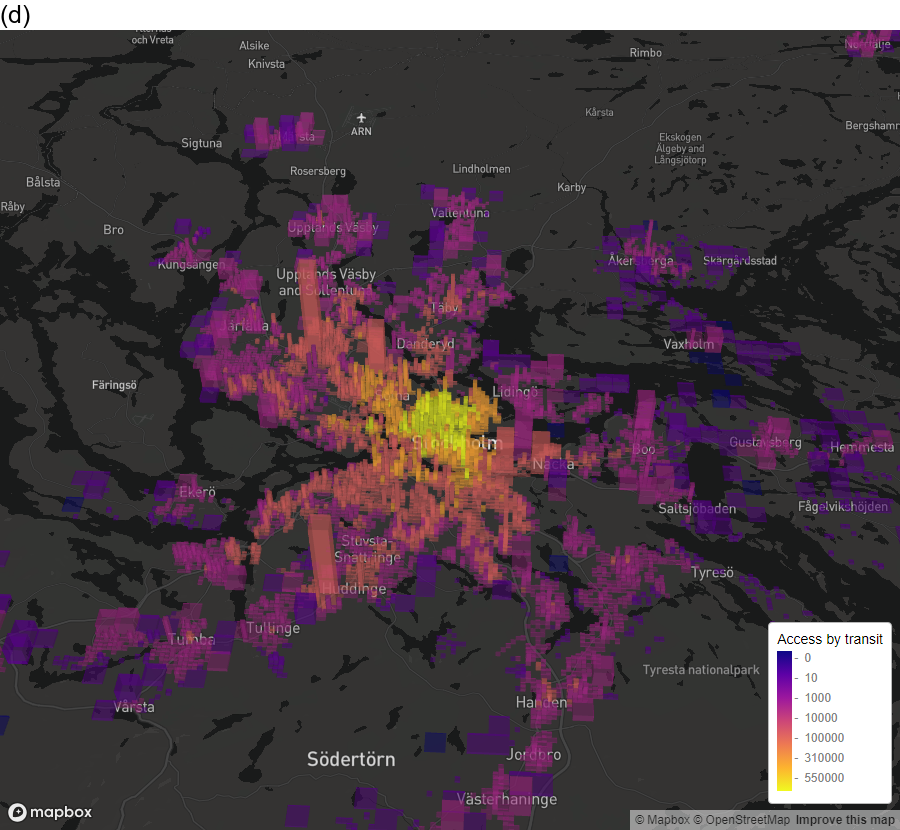 (d)
och Vreta
Alsike
Knivsta
Rimbo
Norrtälje
Kårsta
ARN
Bergshamr
Sigtuna
Ekskogen
Älgeby and
Långsjötorp
Rosersberg
Lindholmen
Bålsta
Karby
Råby
Vallentuna
Bro
Upplands Väsby
Kungsängen
Åkersberga
Skärgårdsstad
Upplands Väsby
and Sollentuna
Täby
Järfälla
Danderyd
Vaxholm
Färingsö
Lidingö
Stockholm
Nacka
Boo
Gustavsberg
Hemmesta
Ekerö
Saltsjöbaden
Fågelvikshöjden
Stuvsta-
Snättringe
Huddinge
Tyresö
Tullinge
Tumba
Tyresta nationalpark
Vårsta
Handen
Södertörn
Jordbro
Västerhaninge
Access by transit
- 0
- 10
- 1000
- 10000
- 100000
- 310000
- 550000
mapbox
© Mapbox © OpenStreetMap Improve this map